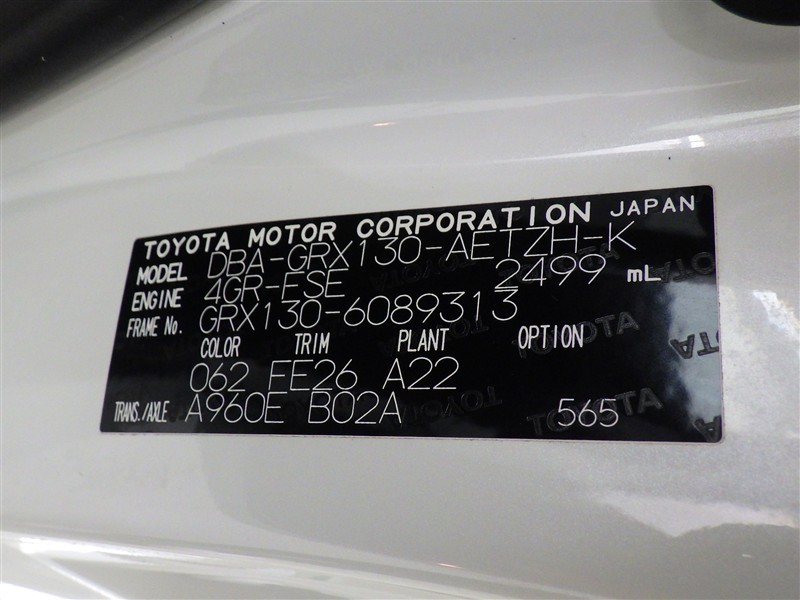 TOYOTA MOTOR CORPORATION JAPAN
MODEL DBA-GRX130-AETZH-K
ENGINE 4GR-FSE 2499 mL
FRAME No. GRX130-6089313
COLOR TRIM PLANT OPTION
062 FE26 A22
TRANS./AXLE A960E B02A 565